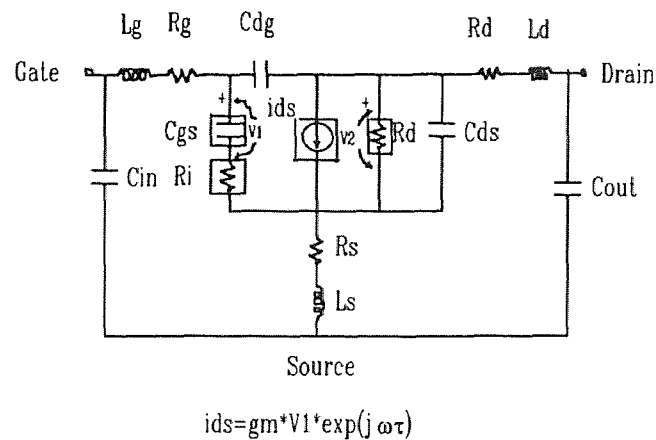 Lg Rg Cdg Rd Ld
Gate Drain
+ ids +
Cgs V1 V2 Rd Cds
Cin Ri Cout
Rs
Ls
Source
ids=gm*V1*exp(jωτ)